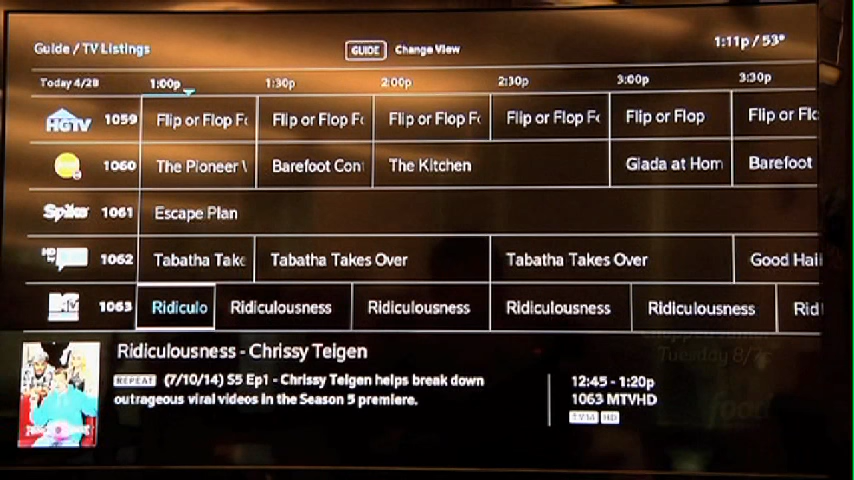 Guide / TV Listings GUIDE Change View 1:11p / 53°
Today 4/28 1:00p 1:30p 2:00p 2:30p 3:00p 3:30p
HGTV 1059 Flip or Flop Fo Flip or Flop Fo Flip or Flop Fo Flip or Flop Fo Flip or Flop Flip or Flo
1060 The Pioneer \ Barefoot Con The Kitchen Giada at Hom Barefoot
Spike 1061 Escape Plan
1062 Tabatha Take Tabatha Takes Over Tabatha Takes Over Good Hai
MTV 1063 Ridiculo Ridiculousness Ridiculousness Ridiculousness Ridiculousness Rid
Ridiculousness - Chrissy Teigen
REPEAT (7/10/14) S5 Ep1 - Chrissy Teigen helps break down
outrageous viral videos in the Season 5 premiere.
12:45 - 1:20p
1063 MTVHD
TV14 HD
Tuesday 8/7c
food